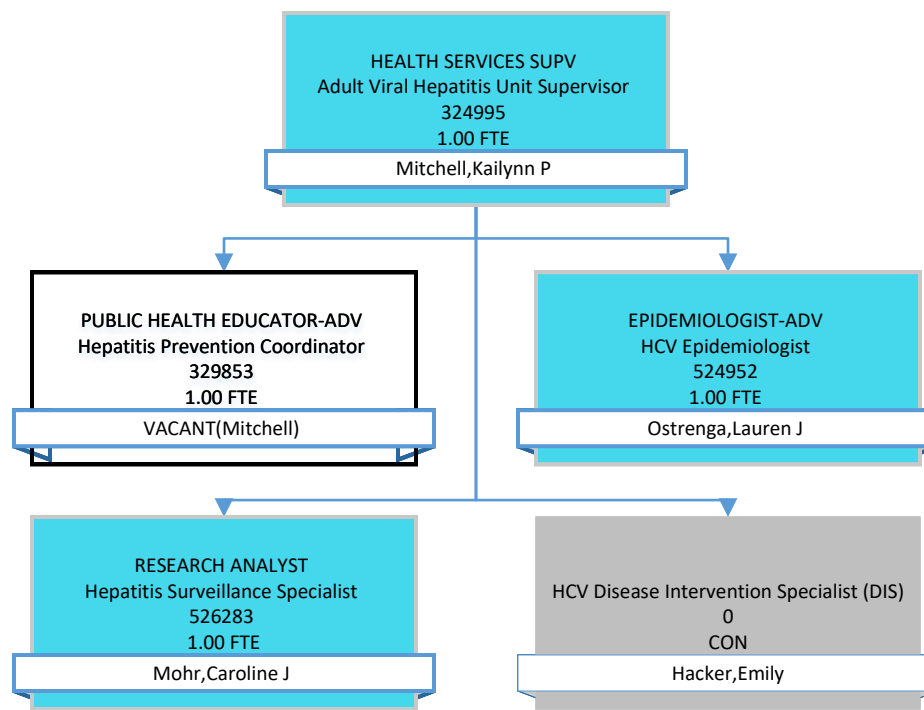 HEALTH SERVICES SUPV
Adult Viral Hepatitis Unit Supervisor
324995
1.00 FTE
Mitchell,Kailynn P
PUBLIC HEALTH EDUCATOR-ADV
Hepatitis Prevention Coordinator
329853
1.00 FTE
VACANT(Mitchell)
EPIDEMIOLOGIST-ADV
HCV Epidemiologist
524952
1.00 FTE
Ostrenga,Lauren J
RESEARCH ANALYST
Hepatitis Surveillance Specialist
526283
1.00 FTE
Mohr,Caroline J
HCV Disease Intervention Specialist (DIS)
0
CON
Hacker,Emily